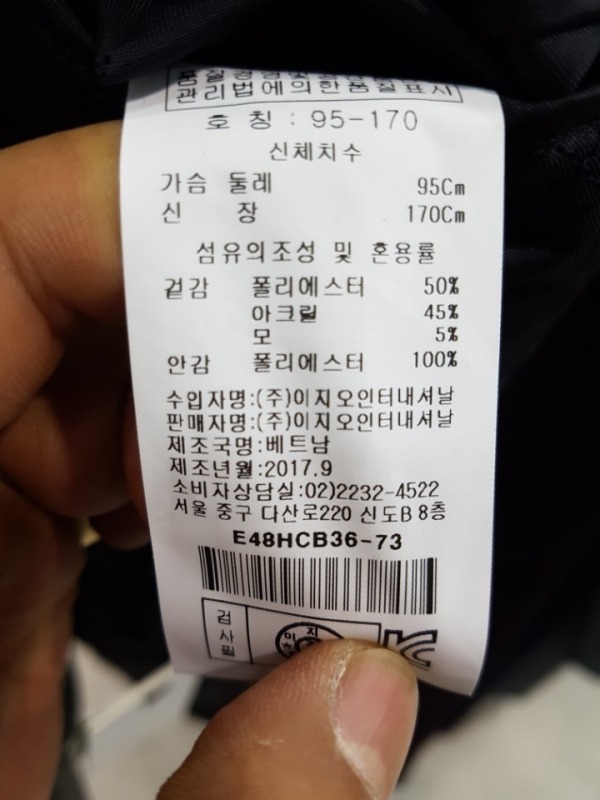 품질경영및
관리법에의한품질표시
호 칭 : 95-170
신체치수
가슴 둘레 95Cm
신 장 170Cm
섬유의조성 및 혼용률
겉감 폴리에스터 50%
아크릴 45%
모 5%
안감 폴리에스터 100%
수입자명:(주)이지오인터내셔날
판매자명:(주)이지오인터내셔날
제조국명:베트남
제조년월:2017.9
소비자상담실:02)2232-4522
서울 중구 다산로220 신도B 8층
E48HCB36-73
검사필